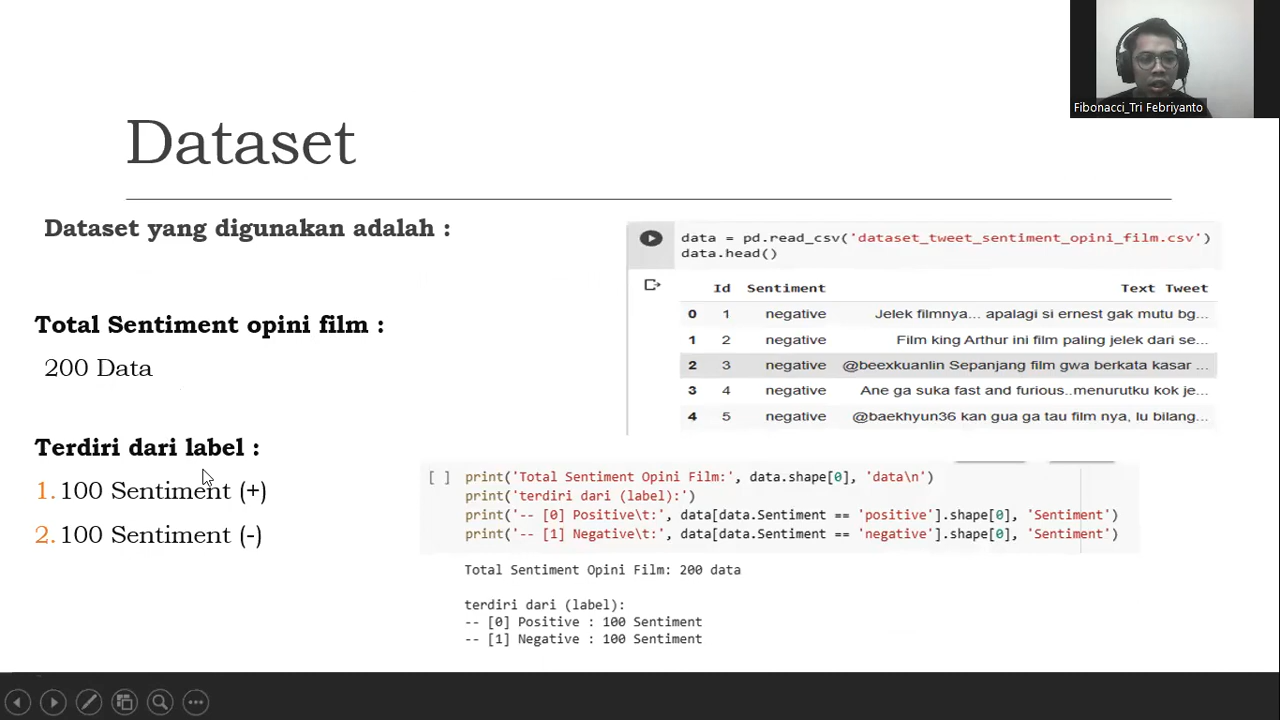 Fibonacci_Tri Febriyanto
Dataset
Dataset yang digunakan adalah :
Total Sentiment opini film :
200 Data
Terdiri dari label :
1. 100 Sentiment (+)
2. 100 Sentiment (-)
data = pd.read_csv('dataset_tweet_sentiment_opini_film.csv')
data.head()
Id Sentiment Text Tweet
0 1 negative Jelek filmnya... apalagi si ernest gak mutu bg...
1 2 negative Film king Arthur ini film paling jelek dari se...
2 3 negative @beexkuanlin Sepanjang film gwa berkata kasar ...
3 4 negative Ane ga suka fast and furious..menurutku kok je...
4 5 negative @baekhyun36 kan gua ga tau film nya, lu bilang...
[ ] print('Total Sentiment Opini Film:', data.shape[0], 'data\n')
print('terdiri dari (label):')
print('-- [0] Positive\t:', data[data.Sentiment == 'positive'].shape[0], 'Sentiment')
print('-- [1] Negative\t:', data[data.Sentiment == 'negative'].shape[0], 'Sentiment')
Total Sentiment Opini Film: 200 data
terdiri dari (label):
-- [0] Positive : 100 Sentiment
-- [1] Negative : 100 Sentiment